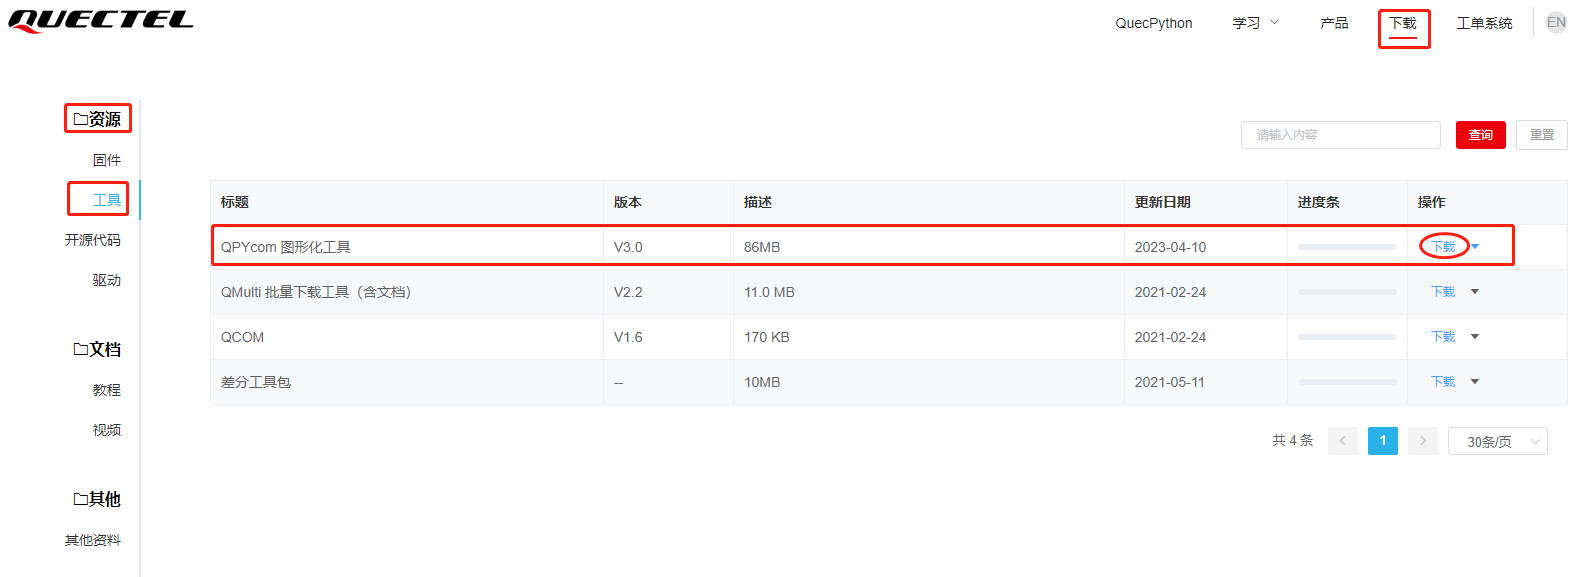 QUECTEL
QuecPython 学习 产品 下载 工单系统 EN
资源
固件
工具
开源代码
驱动
文档
教程
视频
其他
其他资料
请输入内容 查询 重置
标题 版本 描述 更新日期 进度条 操作
QPYcom 图形化工具 V3.0 86MB 2023-04-10 下载
QMulti 批量下载工具（含文档） V2.2 11.0 MB 2021-02-24 下载
QCOM V1.6 170 KB 2021-02-24 下载
差分工具包 -- 10MB 2021-05-11 下载
共 4 条 1 30条/页